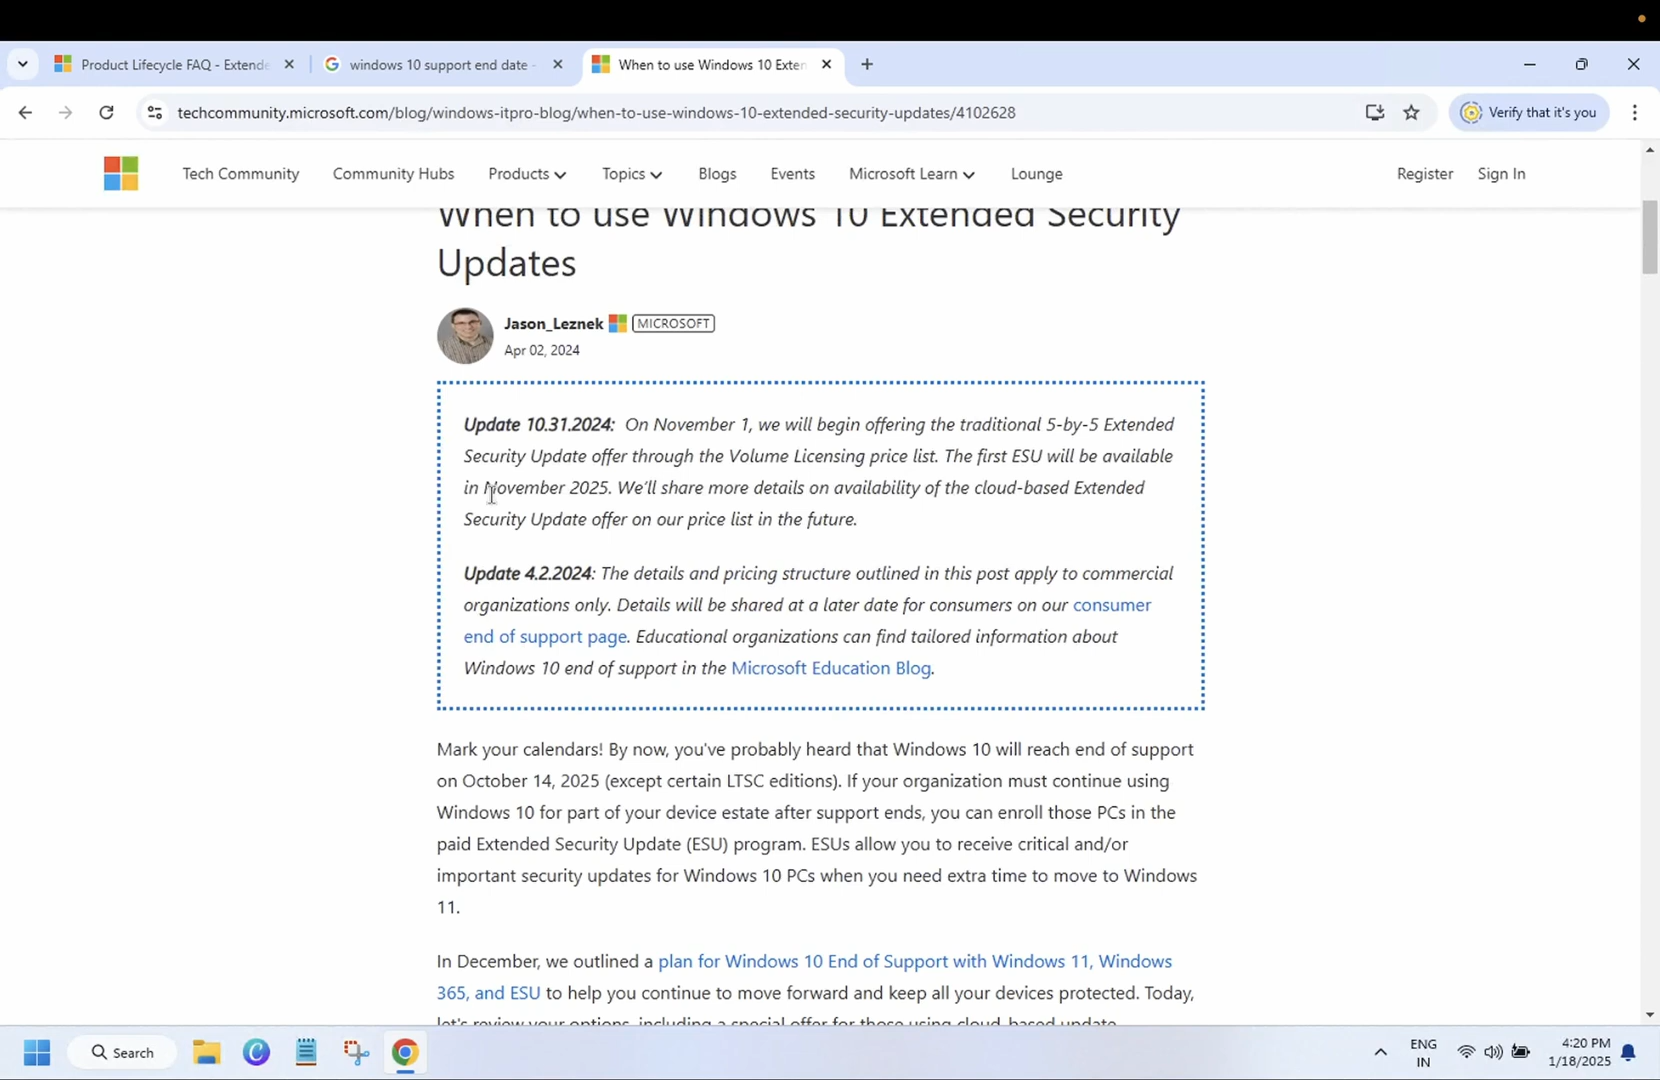 Product Lifecycle FAQ - Extende
windows 10 support end date -
When to use Windows 10 Exten
techcommunity.microsoft.com/blog/windows-itpro-blog/when-to-use-windows-10-extended-security-updates/4102628
Verify that it's you
Tech Community
Community Hubs
Products
Topics
Blogs
Events
Microsoft Learn
Lounge
Register
Sign In
When to use Windows 10 Extended Security
Updates
Jason_Leznek MICROSOFT
Apr 02, 2024
Update 10.31.2024: On November 1, we will begin offering the traditional 5-by-5 Extended
Security Update offer through the Volume Licensing price list. The first ESU will be available
in November 2025. We'll share more details on availability of the cloud-based Extended
Security Update offer on our price list in the future.
Update 4.2.2024: The details and pricing structure outlined in this post apply to commercial
organizations only. Details will be shared at a later date for consumers on our consumer
end of support page. Educational organizations can find tailored information about
Windows 10 end of support in the Microsoft Education Blog.
Mark your calendars! By now, you've probably heard that Windows 10 will reach end of support
on October 14, 2025 (except certain LTSC editions). If your organization must continue using
Windows 10 for part of your device estate after support ends, you can enroll those PCs in the
paid Extended Security Update (ESU) program. ESUs allow you to receive critical and/or
important security updates for Windows 10 PCs when you need extra time to move to Windows
11.
In December, we outlined a plan for Windows 10 End of Support with Windows 11, Windows
365, and ESU to help you continue to move forward and keep all your devices protected. Today,
let's review your options, including a special offer for those using cloud-based update
Search
ENG
IN
4:20 PM
1/18/2025